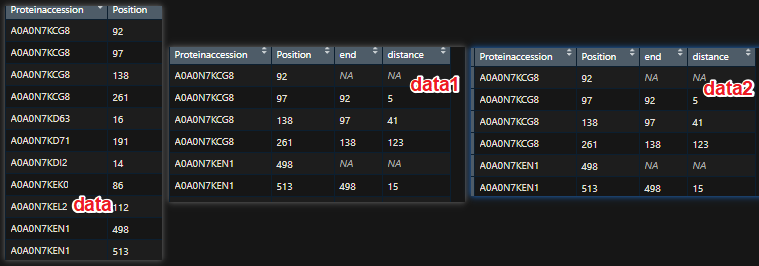 Proteinaccession Position
A0A0N7KCG8 92
A0A0N7KCG8 97
A0A0N7KCG8 138
A0A0N7KCG8 261
A0A0N7KD63 16
A0A0N7KD71 191
A0A0N7KDI2 14
A0A0N7KEK0 86
A0A0N7KEL2 112
A0A0N7KEN1 498
A0A0N7KEN1 513
data
Proteinaccession Position end distance
A0A0N7KCG8 92 NA NA
A0A0N7KCG8 97 92 5
A0A0N7KCG8 138 97 41
A0A0N7KCG8 261 138 123
A0A0N7KEN1 498 NA NA
A0A0N7KEN1 513 498 15
data1
Proteinaccession Position end distance
A0A0N7KCG8 92 NA NA
A0A0N7KCG8 97 92 5
A0A0N7KCG8 138 97 41
A0A0N7KCG8 261 138 123
A0A0N7KEN1 498 NA NA
A0A0N7KEN1 513 498 15
data2